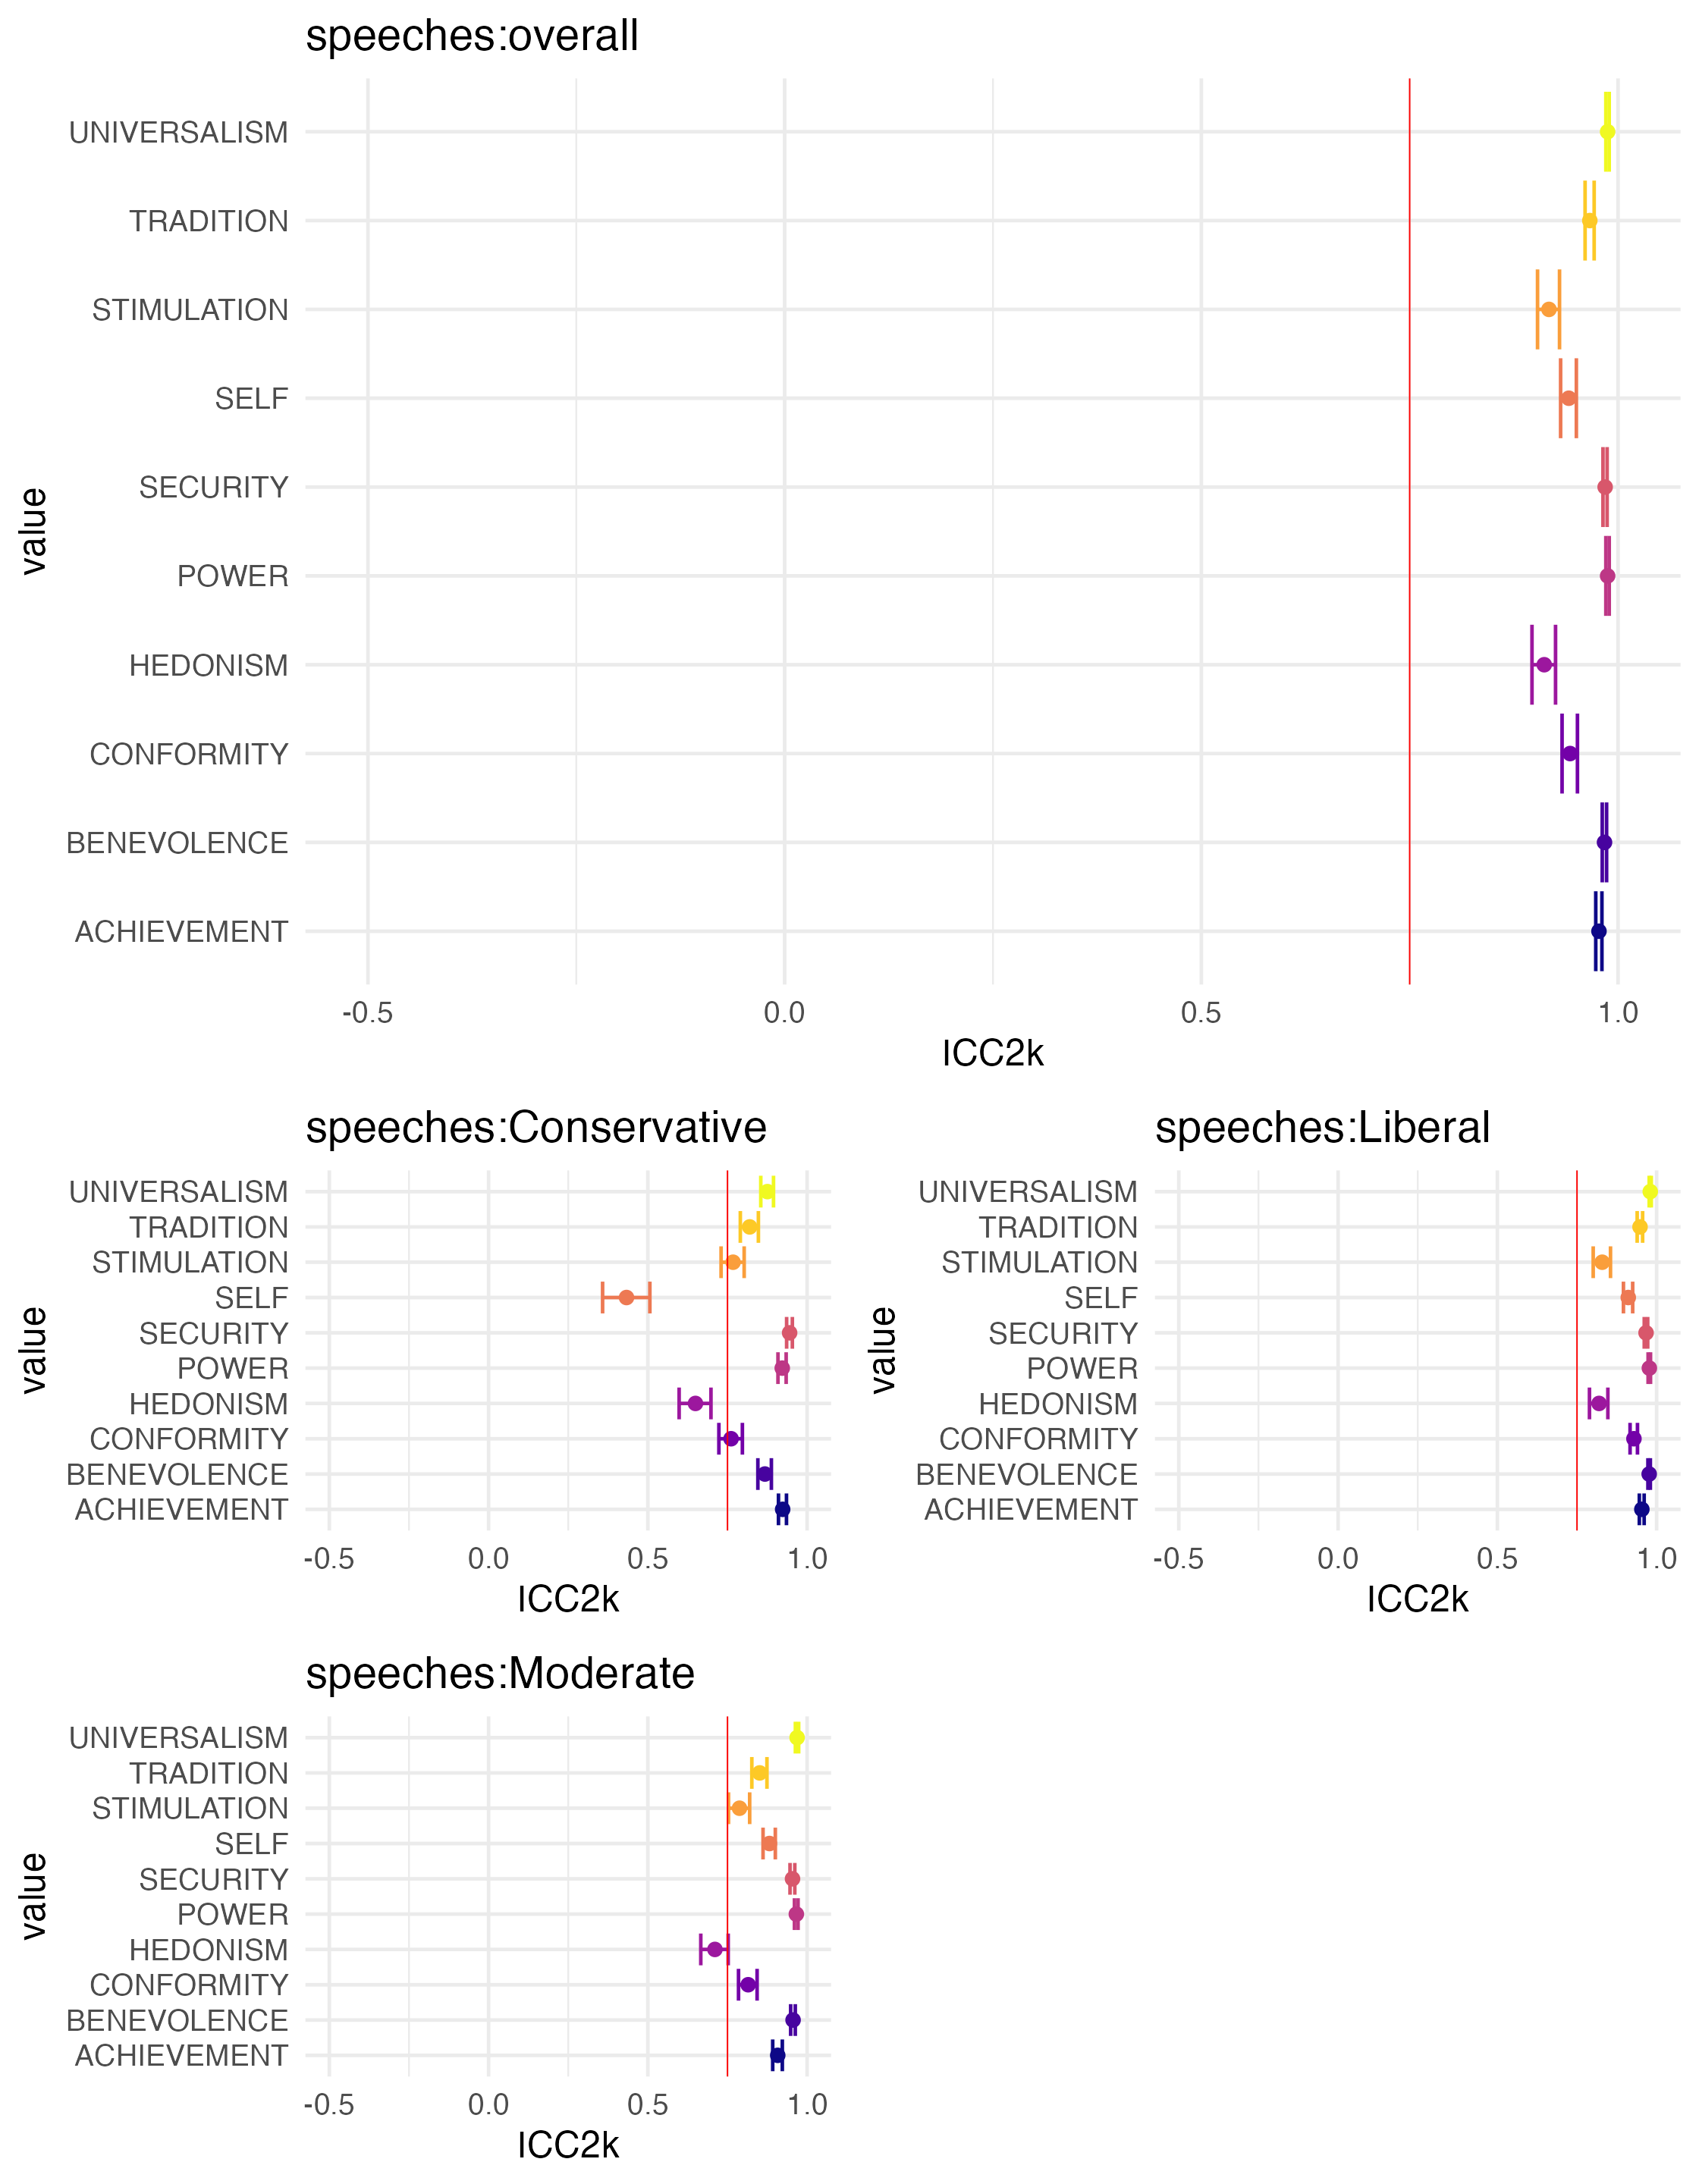 speeches:overall
UNIVERSALISM
TRADITION
STIMULATION
SELF
SECURITY
POWER
HEDONISM
CONFORMITY
BENEVOLENCE
ACHIEVEMENT
value
-0.5 0.0 0.5 1.0
ICC2k
speeches:Conservative
UNIVERSALISM
TRADITION
STIMULATION
SELF
SECURITY
POWER
HEDONISM
CONFORMITY
BENEVOLENCE
ACHIEVEMENT
value
-0.5 0.0 0.5 1.0
ICC2k
speeches:Liberal
UNIVERSALISM
TRADITION
STIMULATION
SELF
SECURITY
POWER
HEDONISM
CONFORMITY
BENEVOLENCE
ACHIEVEMENT
value
-0.5 0.0 0.5 1.0
ICC2k
speeches:Moderate
UNIVERSALISM
TRADITION
STIMULATION
SELF
SECURITY
POWER
HEDONISM
CONFORMITY
BENEVOLENCE
ACHIEVEMENT
value
-0.5 0.0 0.5 1.0
ICC2k